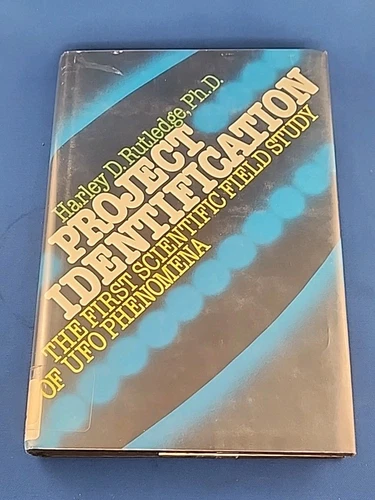 Harley D. Rutledge, Ph.D.
PROJECT
IDENTIFICATION
THE FIRST SCIENTIFIC FIELD STUDY
OF UFO PHENOMENA